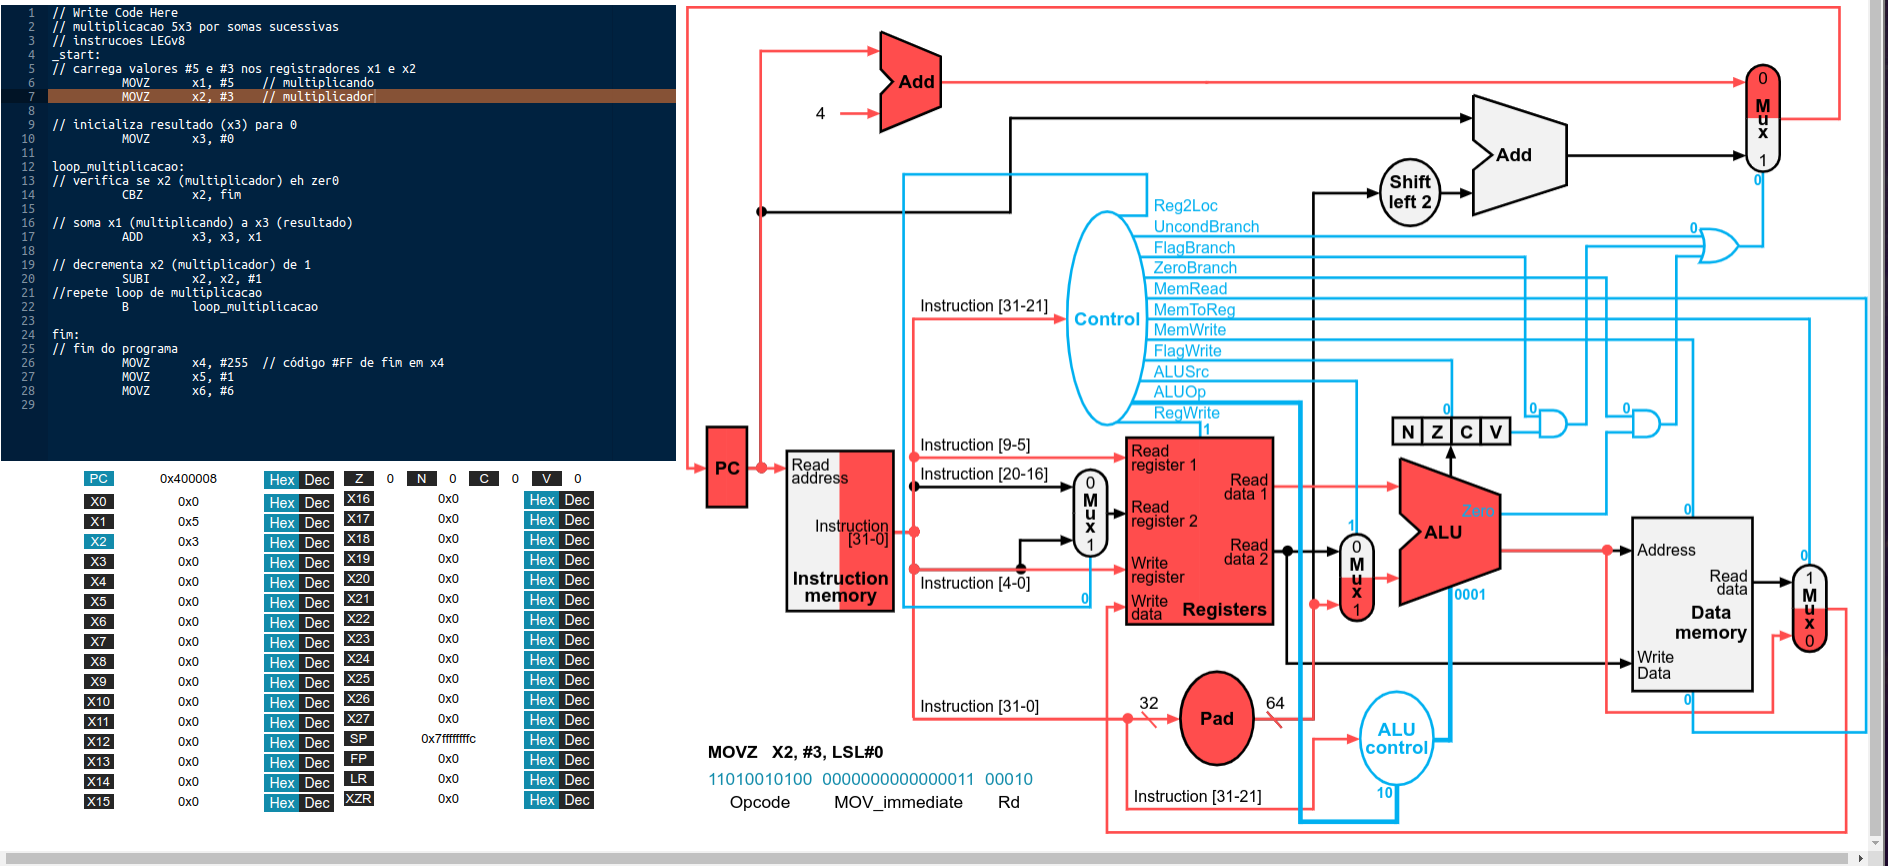 1 // Write Code Here
2 // multiplicacao 5x3 por somas sucessivas
3 // instrucoes LEGv8
4 _start:
5 // carrega valores #5 e #3 nos registradores x1 e x2
6 MOVZ x1, #5 // multiplicando
7 MOVZ x2, #3 // multiplicador
8
9 // inicializa resultado (x3) para 0
10 MOVZ x3, #0
11
12 loop_multiplicacao:
13 // verifica se x2 (multiplicador) eh zer0
14 CBZ x2, fim
15
16 // soma x1 (multiplicando) a x3 (resultado)
17 ADD x3, x3, x1
18
19 // decrementa x2 (multiplicador) de 1
20 SUBI x2, x2, #1
21 //repete loop de multiplicacao
22 B loop_multiplicacao
23
24 fim:
25 // fim do programa
26 MOVZ x4, #255 // código #FF de fim em x4
27 MOVZ x5, #1
28 MOVZ x6, #6
29
PC 0x400008 Hex Dec Z 0 N 0 C 0 V 0
X0 0x0 Hex Dec X16 0x0 Hex Dec
X1 0x5 Hex Dec X17 0x0 Hex Dec
X2 0x3 Hex Dec X18 0x0 Hex Dec
X3 0x0 Hex Dec X19 0x0 Hex Dec
X4 0x0 Hex Dec X20 0x0 Hex Dec
X5 0x0 Hex Dec X21 0x0 Hex Dec
X6 0x0 Hex Dec X22 0x0 Hex Dec
X7 0x0 Hex Dec X23 0x0 Hex Dec
X8 0x0 Hex Dec X24 0x0 Hex Dec
X9 0x0 Hex Dec X25 0x0 Hex Dec
X10 0x0 Hex Dec X26 0x0 Hex Dec
X11 0x0 Hex Dec X27 0x0 Hex Dec
X12 0x0 Hex Dec SP 0x7ffffffffc Hex Dec
X13 0x0 Hex Dec FP 0x0 Hex Dec
X14 0x0 Hex Dec LR 0x0 Hex Dec
X15 0x0 Hex Dec XZR 0x0 Hex Dec
Add
4
0
Mux
1
0
Add
Shift
left 2
Reg2Loc
UncondBranch
0
FlagBranch
ZeroBranch
MemRead
MemToReg
MemWrite
FlagWrite
ALUSrc
ALUOp
RegWrite
1
Control
Instruction [31-21]
Instruction [9-5]
Instruction [20-16]
Instruction [4-0]
0
Mux
1
0
PC
Read
address
Instruction
[31-0]
Instruction
memory
Read
register 1
Read
register 2
Write
register
Write
data
Read
data 1
Read
data 2
Registers
0
N Z C V
0
0
1
0
Mux
1
Zero
ALU
0001
0
Address
Read
data
Data
memory
Write
Data
0
0
1
Mux
0
Instruction [31-0]
32
Pad
64
ALU
control
10
Instruction [31-21]
MOVZ X2, #3, LSL#0
11010010100 0000000000000011 00010
Opcode MOV_immediate Rd